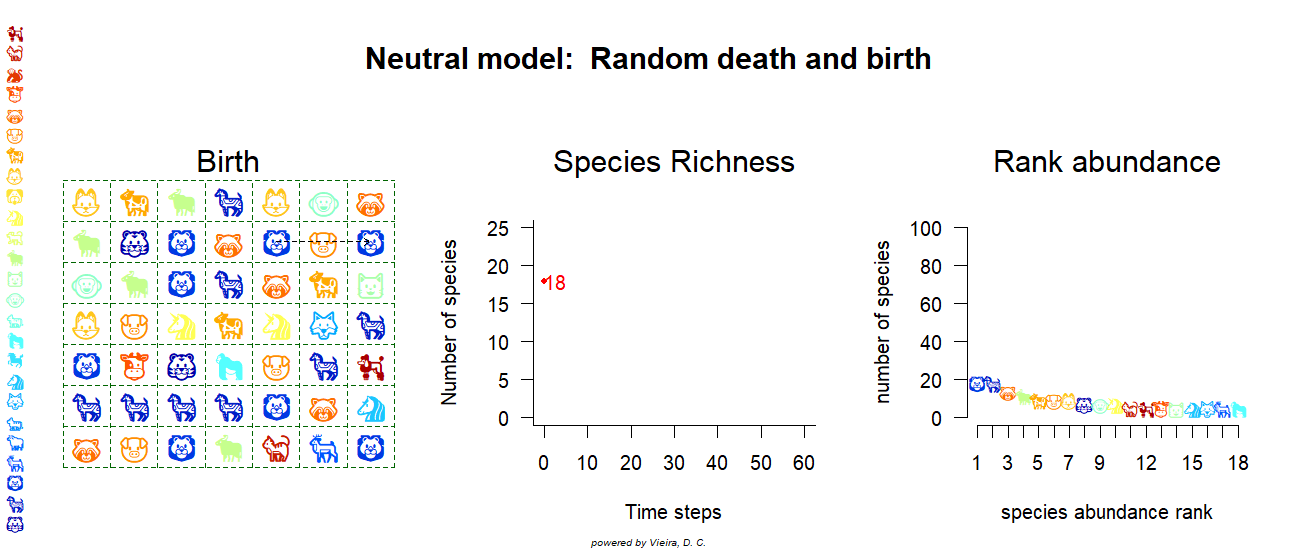 Neutral model:  Random death and birth
Birth
Species Richness
Rank abundance
Number of species
25
20
15
10
5
0
18
0 10 20 30 40 50 60
Time steps
number of species
100
80
60
40
20
0
1 3 5 7 9 12 15 18
species abundance rank
powered by Vieira, D. C.